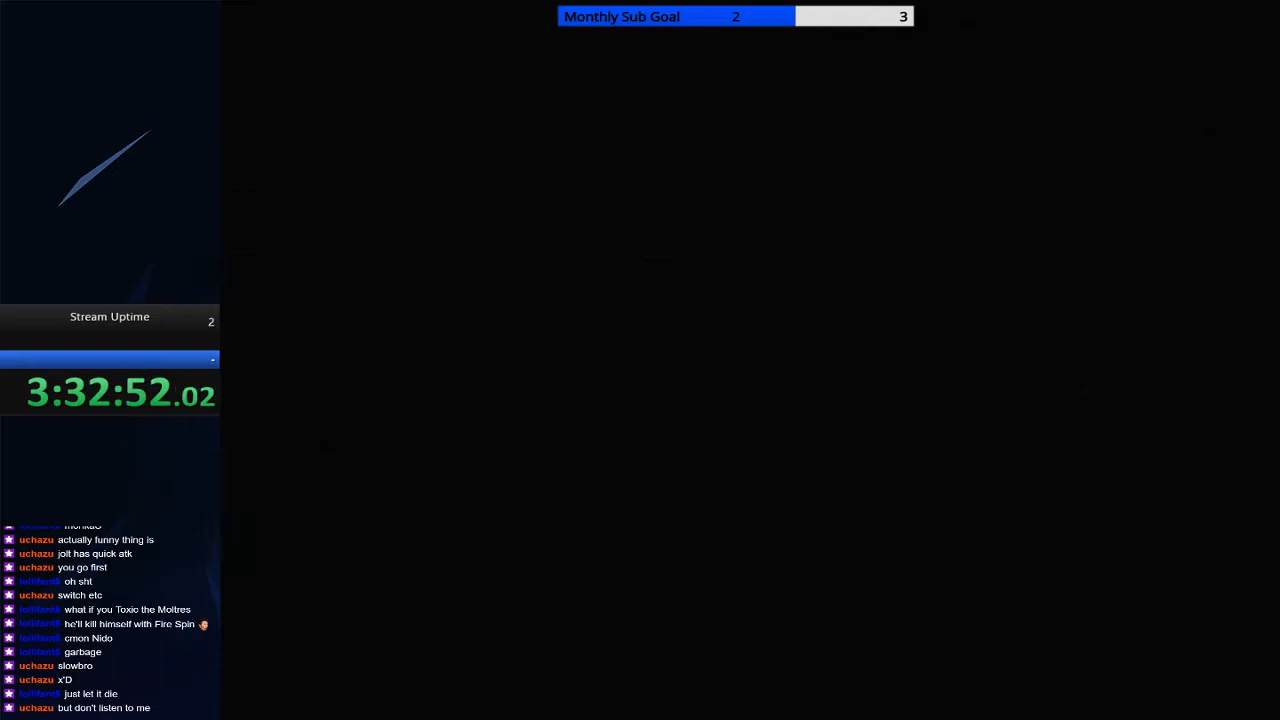 Monthly Sub Goal 2 3
Stream Uptime
2
-
3:32:52.02
uchazu actually funny thing is
uchazu jolt has quick atk
uchazu you go first
oh sht
uchazu switch etc
what if you Toxic the Moltres
he'll kill himself with Fire Spin
cmon Nido
garbage
uchazu slowbro
uchazu x'D
just let it die
uchazu but don't listen to me